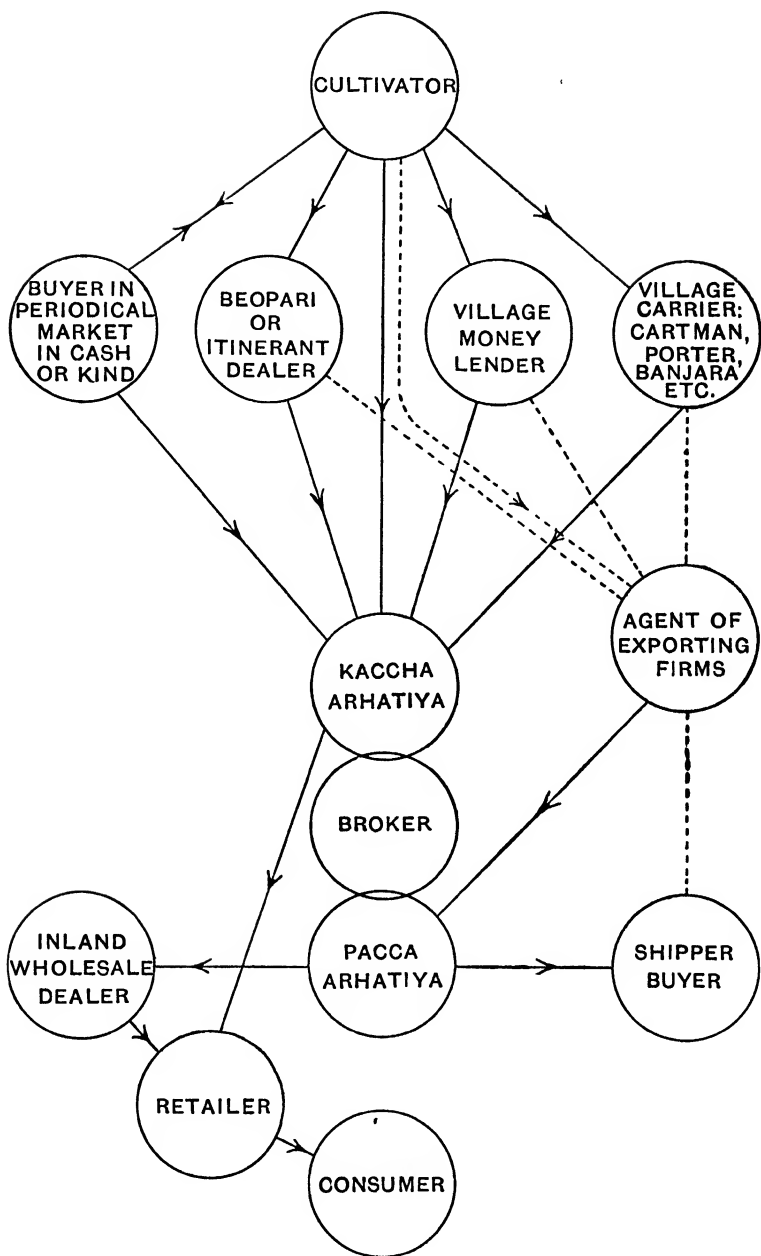 CULTIVATOR
BUYER IN
PERIODICAL
MARKET
IN CASH
OR KIND
BEOPARI
OR
ITINERANT
DEALER
VILLAGE
MONEY
LENDER
VILLAGE
CARRIER:
CARTMAN,
PORTER,
BANJARA,
ETC.
AGENT OF
EXPORTING
FIRMS
KACCHA
ARHATIYA
BROKER
INLAND
WHOLESALE
DEALER
PACCA
ARHATIYA
SHIPPER
BUYER
RETAILER
CONSUMER